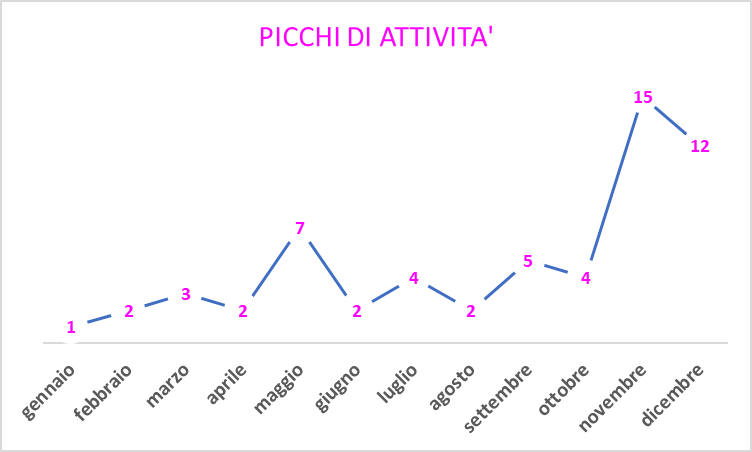 PICCHI DI ATTIVITA'
15
12
7
5
4
4
3
2
2
2
2
1
gennaio
febbraio
marzo
aprile
maggio
giugno
luglio
agosto
settembre
ottobre
novembre
dicembre